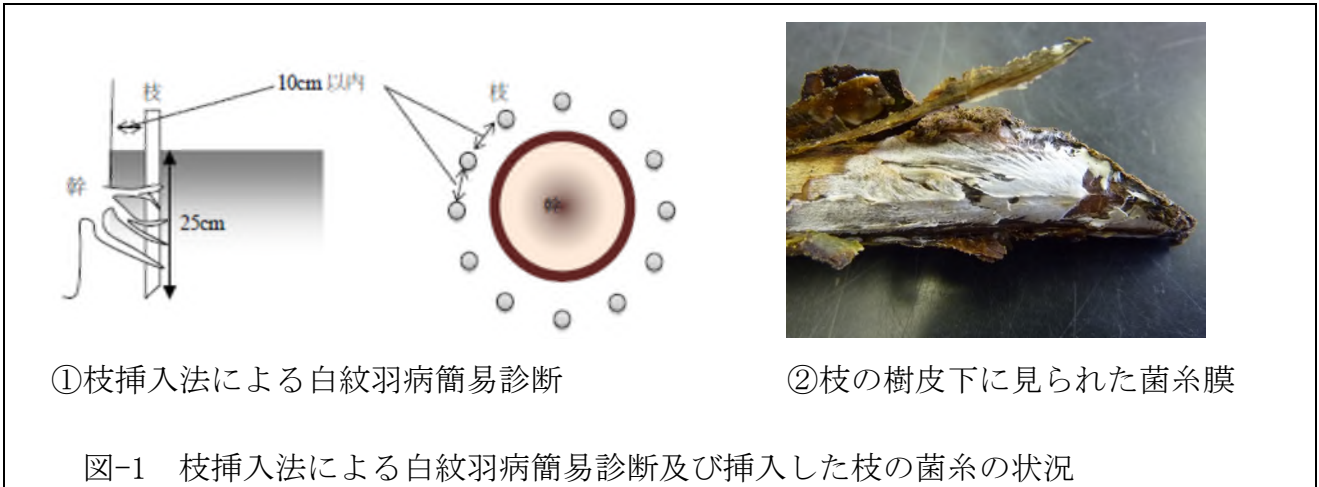 枝
10cm 以内
枝
幹
25cm
幹
①枝挿入法による白紋羽病簡易診断
②枝の樹皮下に見られた菌糸膜
図-1 枝挿入法による白紋羽病簡易診断及び挿入した枝の菌糸の状況